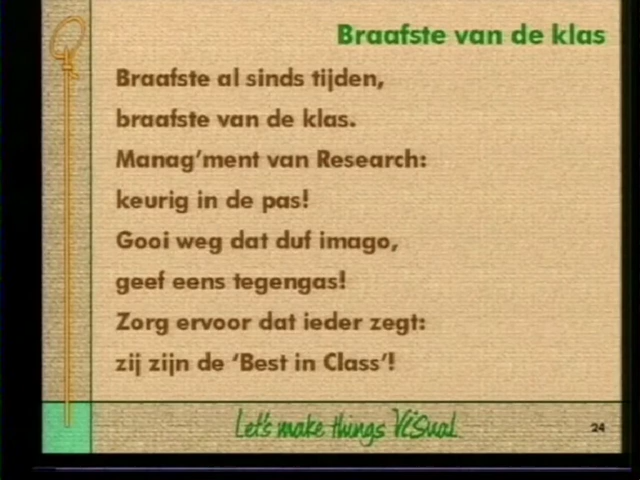 Braafste van de klas
Braafste al sinds tijden,
braafste van de klas.
Manag'ment van Research:
keurig in de pas!
Gooi weg dat duf imago,
geef eens tegengas!
Zorg ervoor dat ieder zegt:
zij zijn de 'Best in Class'!
Let's make things ViSual
24